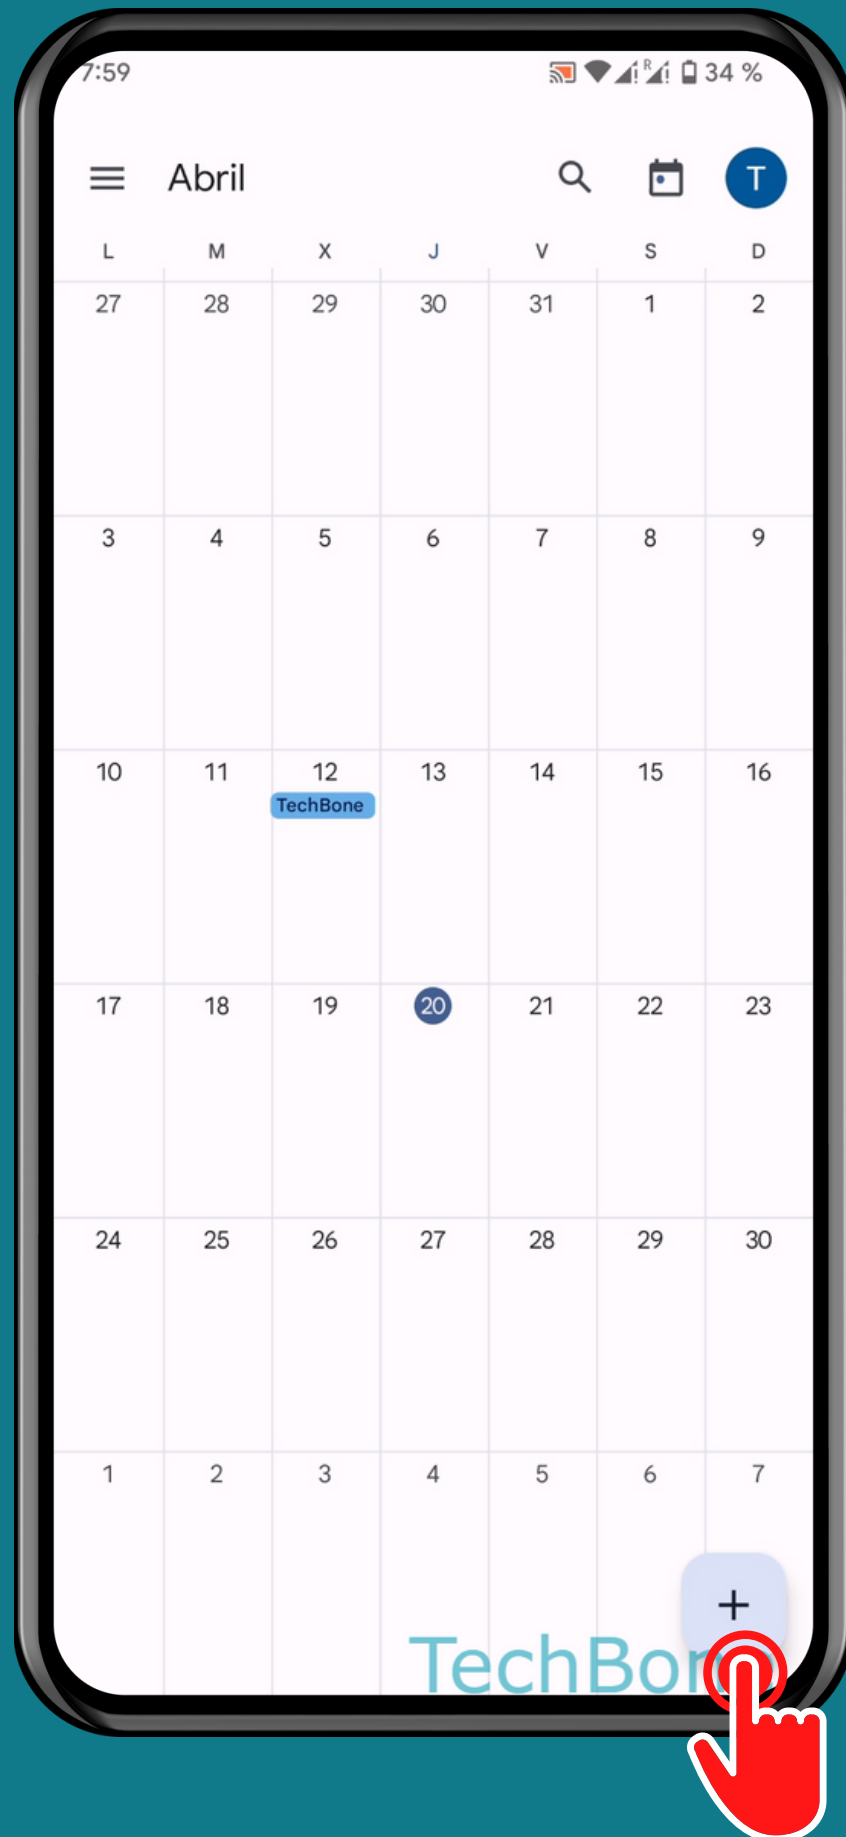 7:59 R 34 %
Abril T
L M X J V S D
27 28 29 30 31 1 2
3 4 5 6 7 8 9
10 11 12 13 14 15 16
TechBone
17 18 19 20 21 22 23
24 25 26 27 28 29 30
1 2 3 4 5 6 7
+
TechBon